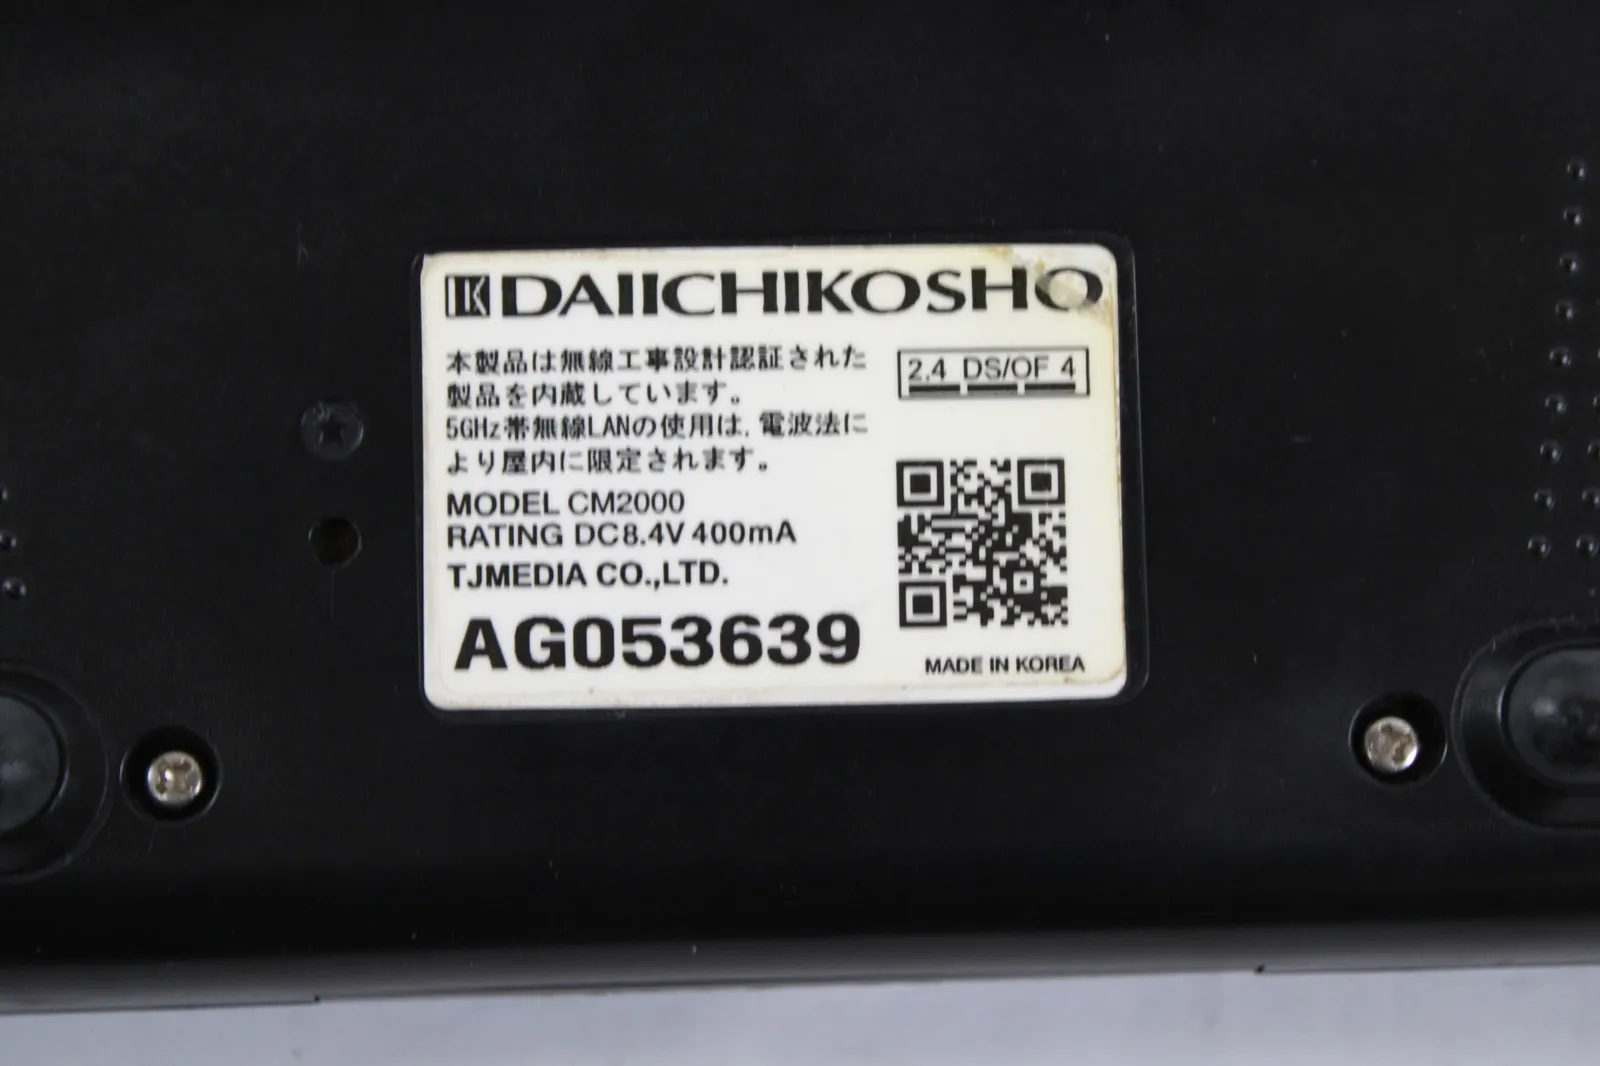 DAIICHIKOSHO
本製品は無線工事設計認証された
製品を内蔵しています。
5GHz帯無線LANの使用は、電波法に
より屋内に限定されます。
2.4 DS/OF 4
MODEL CM2000
RATING DC8.4V 400mA
TJMEDIA CO.,LTD.
AG053639
MADE IN KOREA